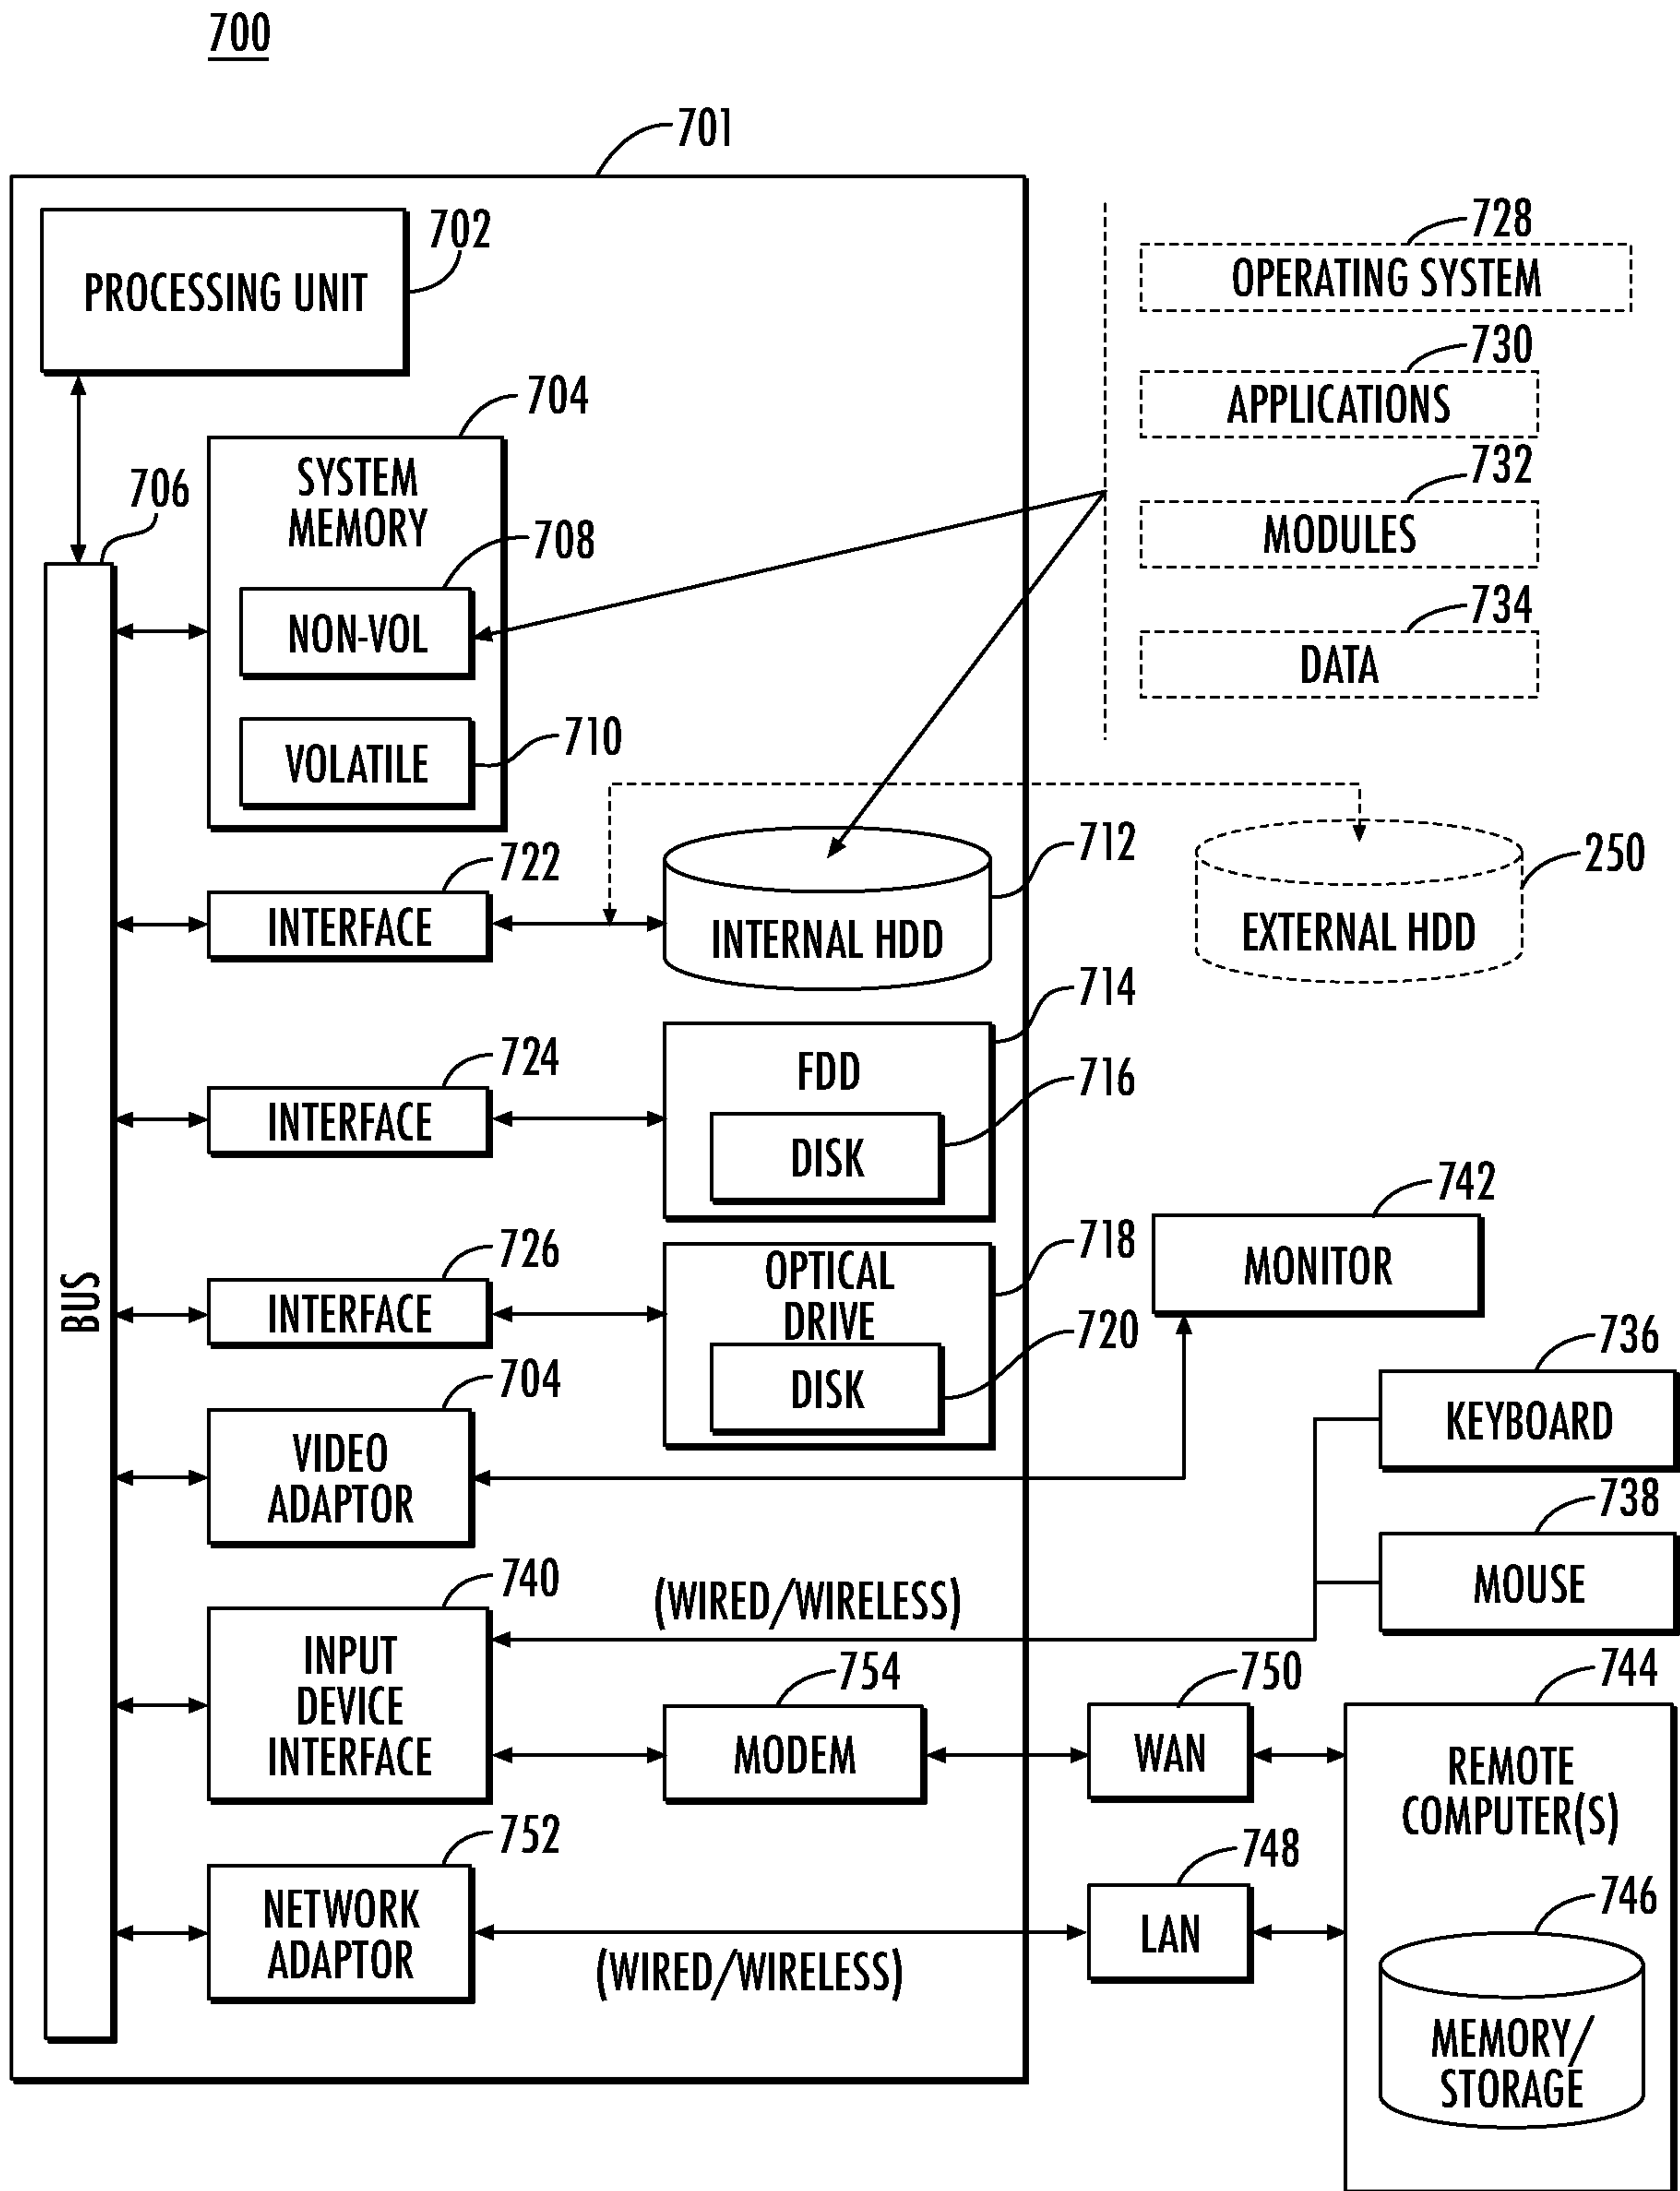 700
701
PROCESSING UNIT
702
728
OPERATING SYSTEM
730
APPLICATIONS
732
MODULES
734
DATA
704
SYSTEM
MEMORY
706
708
NON-VOL
710
VOLATILE
722
INTERFACE
712
INTERNAL HDD
250
EXTERNAL HDD
724
INTERFACE
714
FDD
716
DISK
726
INTERFACE
718
OPTICAL
DRIVE
720
DISK
BUS
742
MONITOR
704
VIDEO
ADAPTOR
736
KEYBOARD
738
MOUSE
740
INPUT
DEVICE
INTERFACE
(WIRED/WIRELESS)
754
MODEM
750
WAN
744
REMOTE
COMPUTER(S)
752
NETWORK
ADAPTOR
(WIRED/WIRELESS)
748
LAN
746
MEMORY/
STORAGE